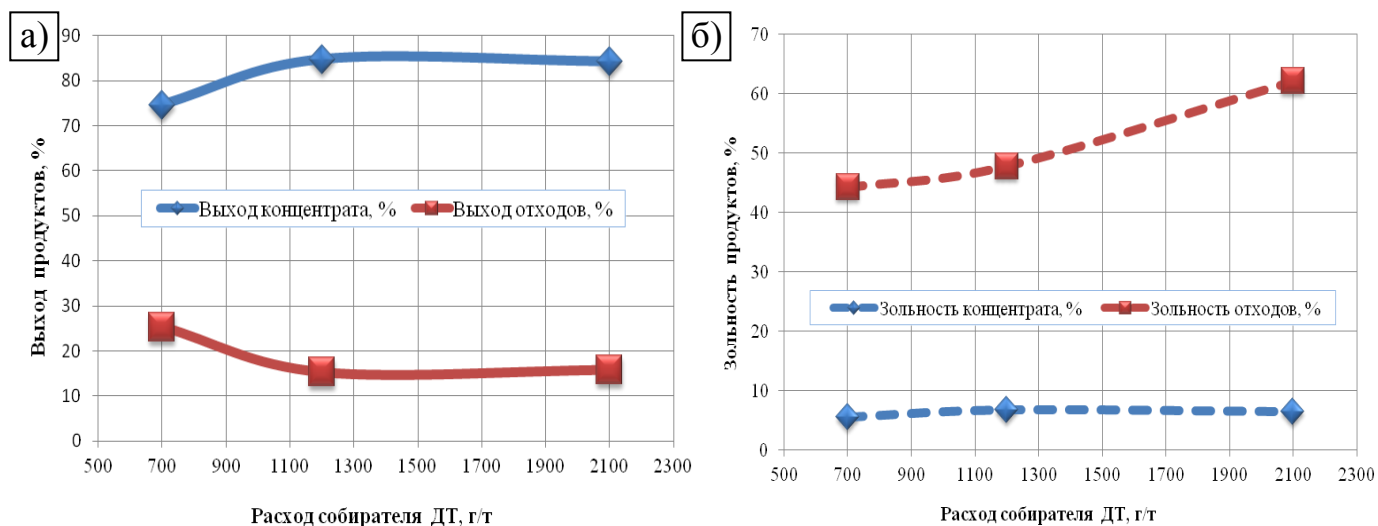 а)
90
80
70
60
50
40
30
20
10
0
Выход продуктов, %
Выход концентрата, %
Выход отходов, %
500 700 900 1100 1300 1500 1700 1900 2100 2300
Расход собирателя ДТ, г/т
б)
70
60
50
40
30
20
10
0
Зольность продуктов, %
Зольность концентрата, %
Зольность отходов, %
500 700 900 1100 1300 1500 1700 1900 2100 2300
Расход собирателя ДТ, г/т